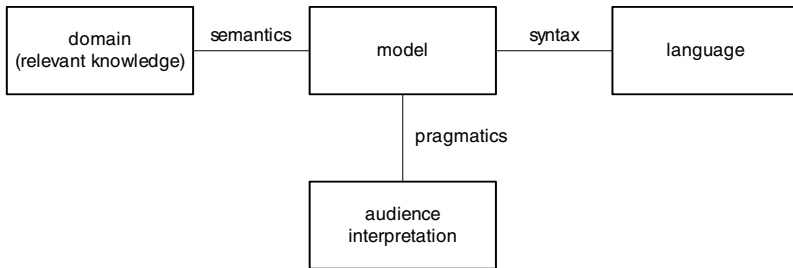 domain
(relevant knowledge)
semantics
model
syntax
language
pragmatics
audience
interpretation